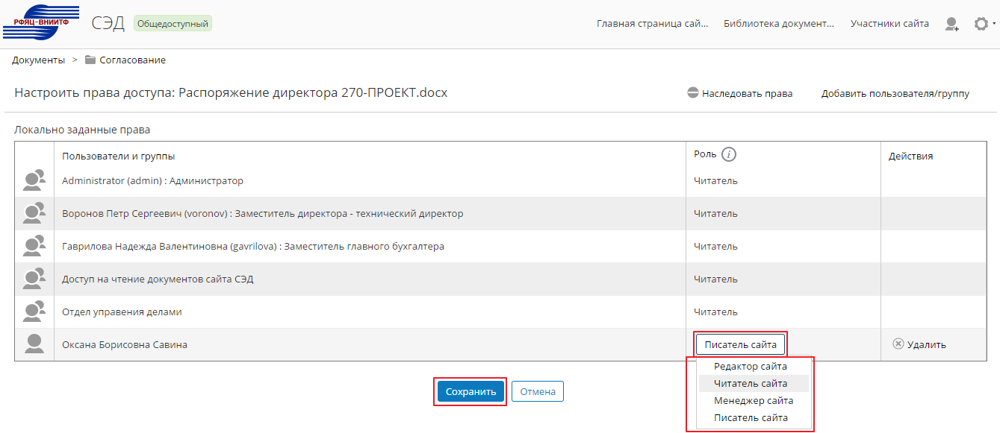 РФЯЦ-ВНИИТФ СЭД Общедоступный Главная страница сай... Библиотека документ... Участники сайта
Документы > Согласование
Настроить права доступа: Распоряжение директора 270-ПРОЕКТ.docx Наследовать права Добавить пользователя/группу
Локально заданные права
Пользователи и группы Роль i Действия
Administrator (admin) : Администратор Читатель
Воронов Петр Сергеевич (voronov) : Заместитель директора - технический директор Читатель
Гаврилова Надежда Валентиновна (gavrilova) : Заместитель главного бухгалтера Читатель
Доступ на чтение документов сайта СЭД Читатель
Отдел управения делами Читатель
Оксана Борисовна Савина Писатель сайта Удалить
Редактор сайта
Читатель сайта
Менеджер сайта
Писатель сайта
Сохранить Отмена